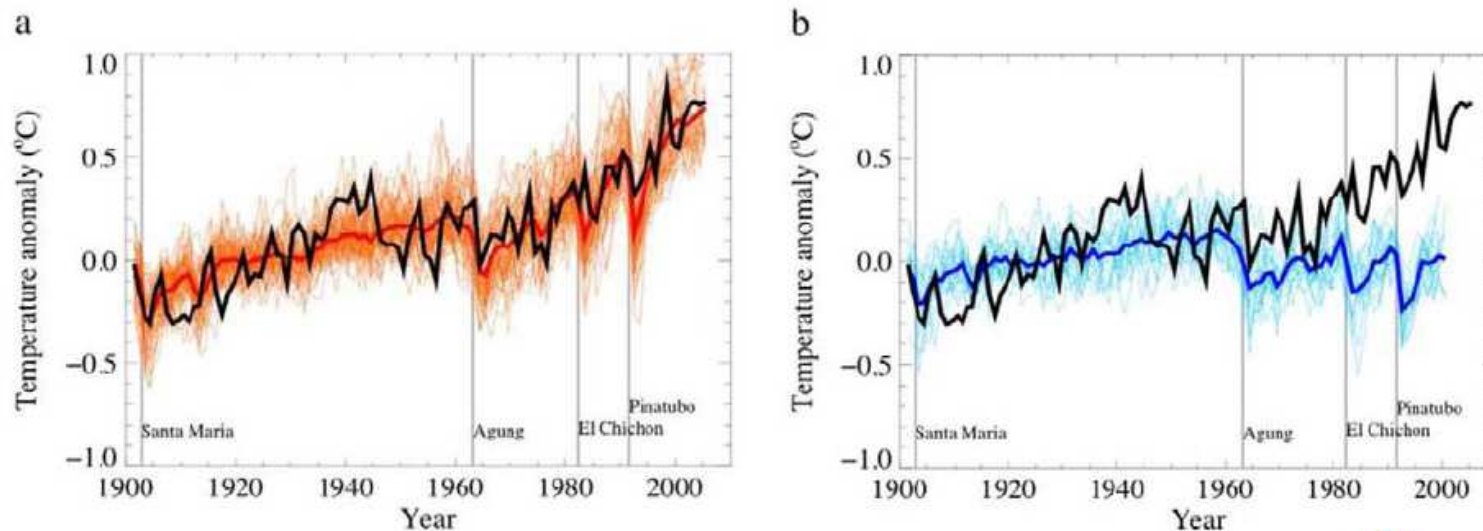 a
1.0
0.5
0.0
−0.5
−1.0
Temperature anomaly (°C)
Santa Maria
Agung
El Chichon
Pinatubo
1900 1920 1940 1960 1980 2000
Year
b
1.0
0.5
0.0
−0.5
−1.0
Temperature anomaly (°C)
Santa Maria
Agung
El Chichon
Pinatubo
1900 1920 1940 1960 1980 2000
Year